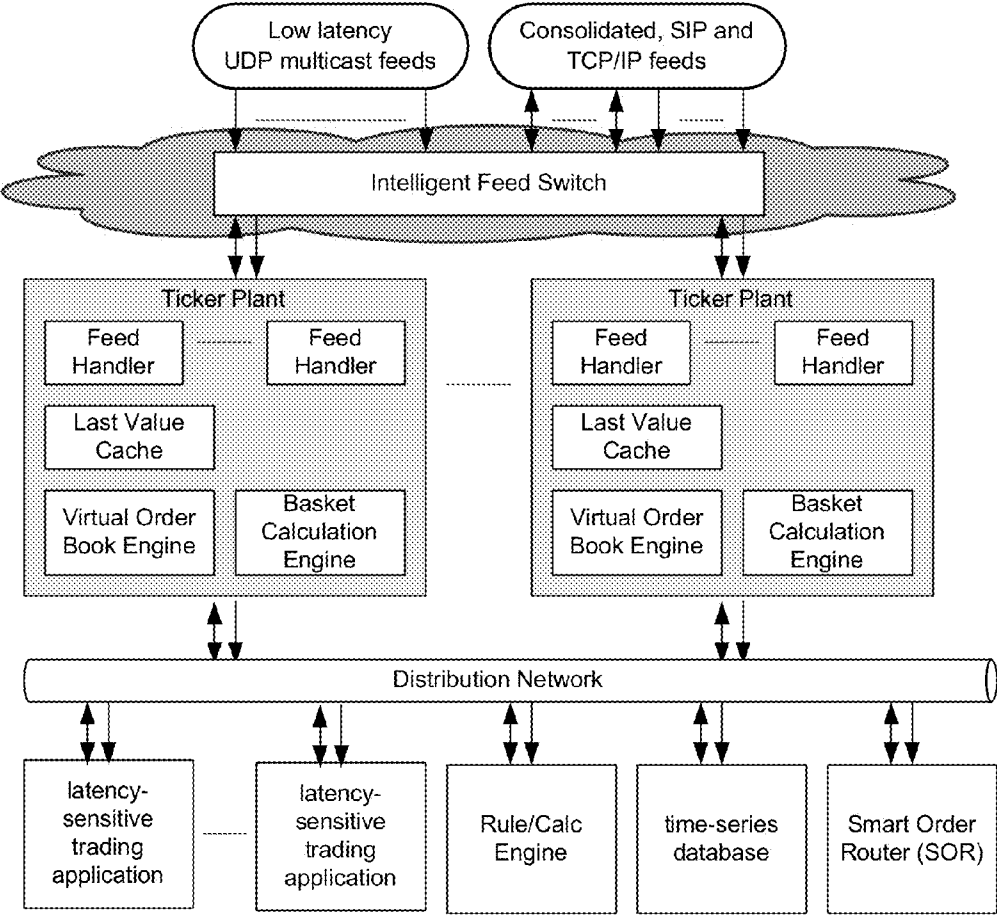 Low latency
UDP multicast feeds
Consolidated, SIP and
TCP/IP feeds
Intelligent Feed Switch
Ticker Plant
Feed
Handler
Feed
Handler
Last Value
Cache
Virtual Order
Book Engine
Basket
Calculation
Engine
Ticker Plant
Feed
Handler
Feed
Handler
Last Value
Cache
Virtual Order
Book Engine
Basket
Calculation
Engine
Distribution Network
latency-
sensitive
trading
application
latency-
sensitive
trading
application
Rule/Calc
Engine
time-series
database
Smart Order
Router (SOR)